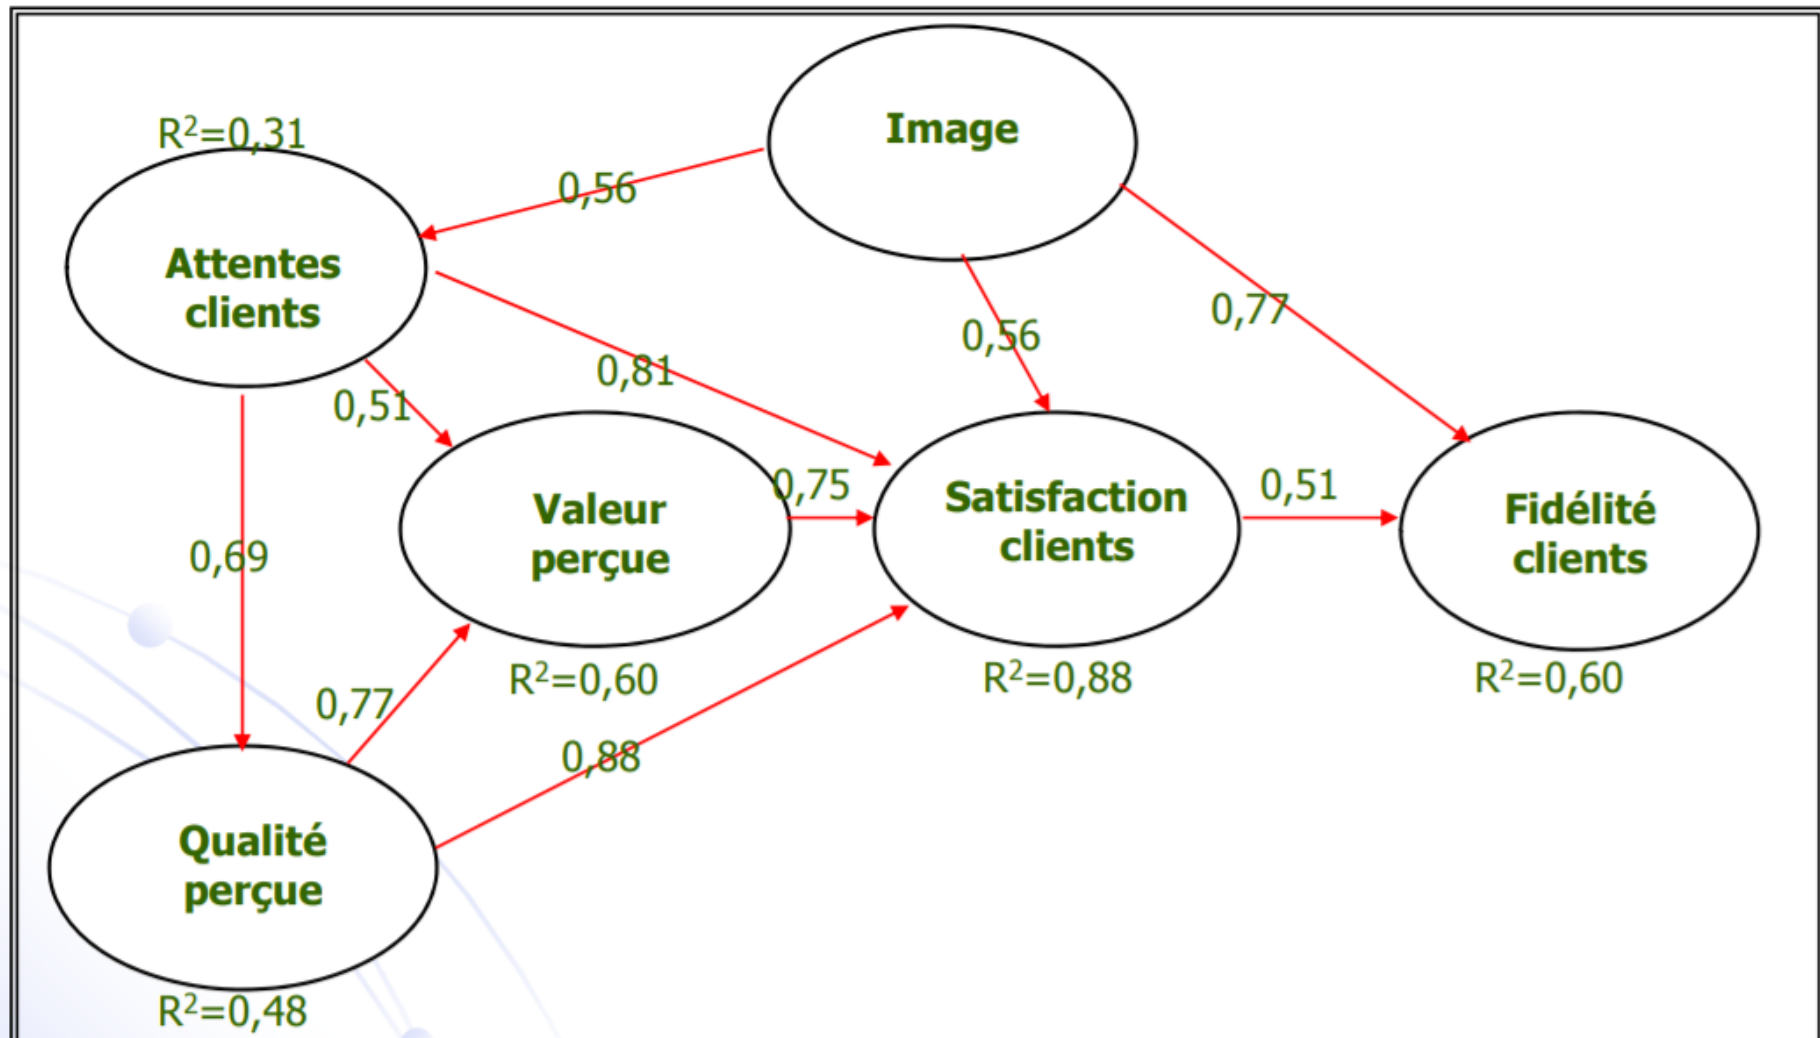 Image
R²=0,31
0,56
Attentes
clients
0,77
0,56
0,81
0,51
0,75
Satisfaction
clients
0,51
Valeur
perçue
Fidélité
clients
0,69
R²=0,60
R²=0,88
R²=0,60
0,77
0,88
Qualité
perçue
R²=0,48